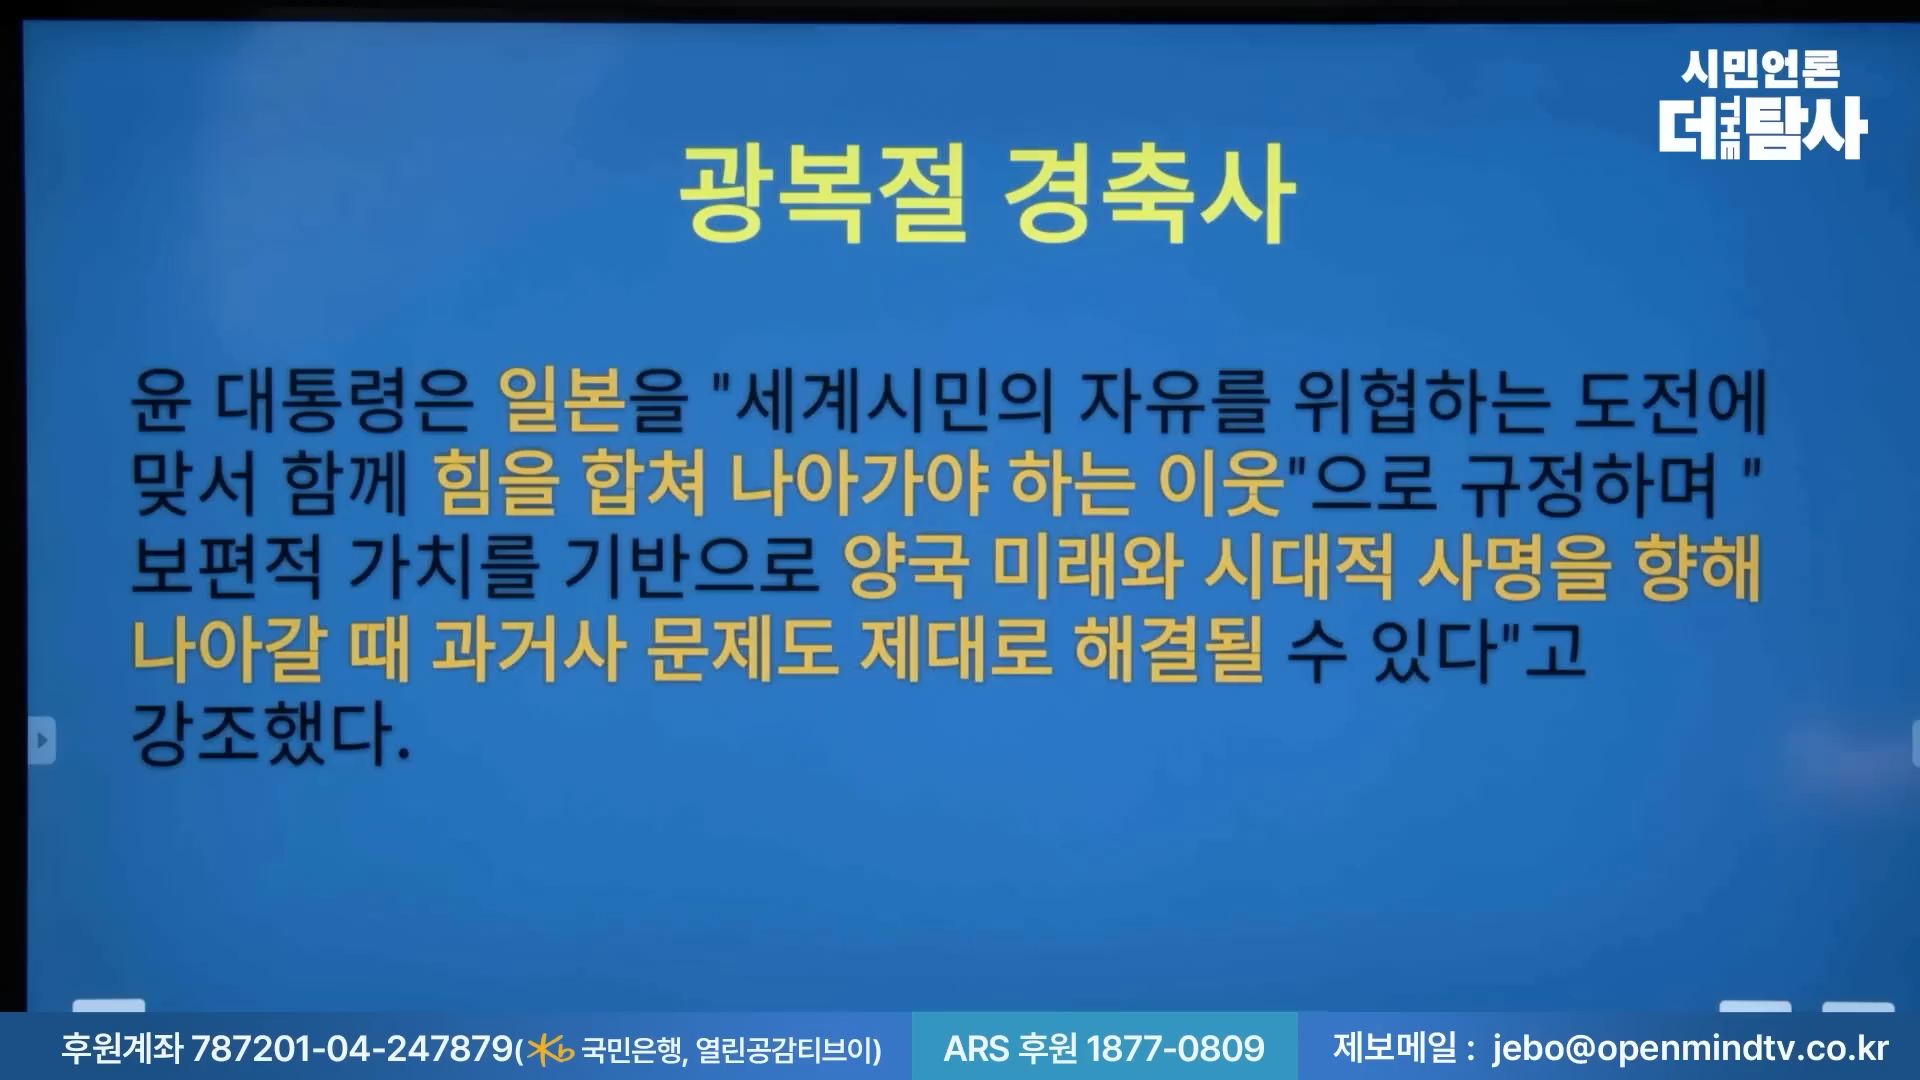 시민언론
더탐사
광복절 경축사
윤 대통령은 일본을 "세계시민의 자유를 위협하는 도전에
맞서 함께 힘을 합쳐 나아가야 하는 이웃"으로 규정하며 "
보편적 가치를 기반으로 양국 미래와 시대적 사명을 향해
나아갈 때 과거사 문제도 제대로 해결될 수 있다"고
강조했다.
후원계좌 787201-04-247879( 국민은행, 열린공감티브이) ARS 후원 1877-0809 제보메일 : jebo@openmindtv.co.kr